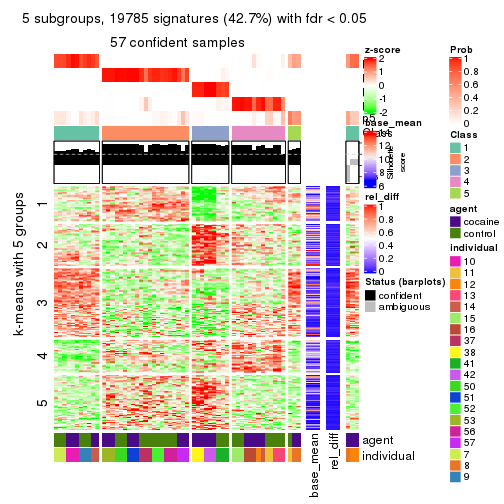 5 subgroups, 19785 signatures (42.7%) with fdr < 0.05
57 confident samples
k-means with 5 groups
1
2
3
4
5
base_mean
rel_diff
agent
individual
z-score
2
1
0
-1
-2
base_mean
14
12
10
8
6
Silhouette
score
rel_diff
1
0.8
0.6
0.4
0.2
0
Status (barplots)
confident
ambiguous
Prob
1
0.8
0.6
0.4
0.2
0
Class
1
2
3
4
5
agent
cocaine
control
individual
10
11
12
13
14
15
16
37
38
41
42
50
51
52
53
56
57
7
8
9